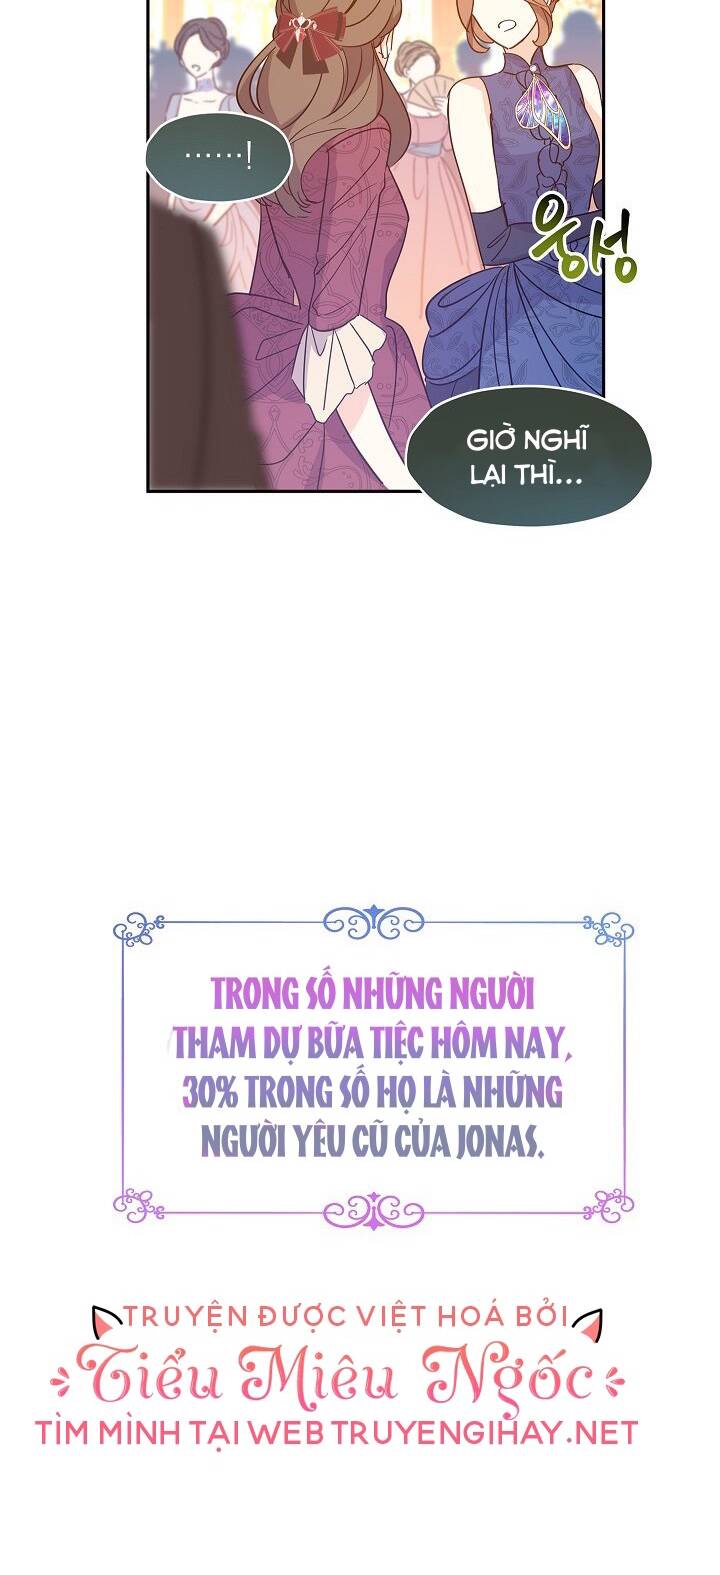 ......!
웅성
GIỜ NGHĨ
LẠI THÌ...
TRONG SỐ NHỮNG NGƯỜI
THAM DỰ BỮA TIỆC HÔM NAY,
30% TRONG SỐ HỌ LÀ NHỮNG
NGƯỜI YÊU CŨ CỦA JONAS.
TRUYỆN ĐƯỢC VIỆT HOÁ BỞI
Tiểu Miêu Ngốc
TÌM MÌNH TẠI WEB TRUYENGIHAY.NET